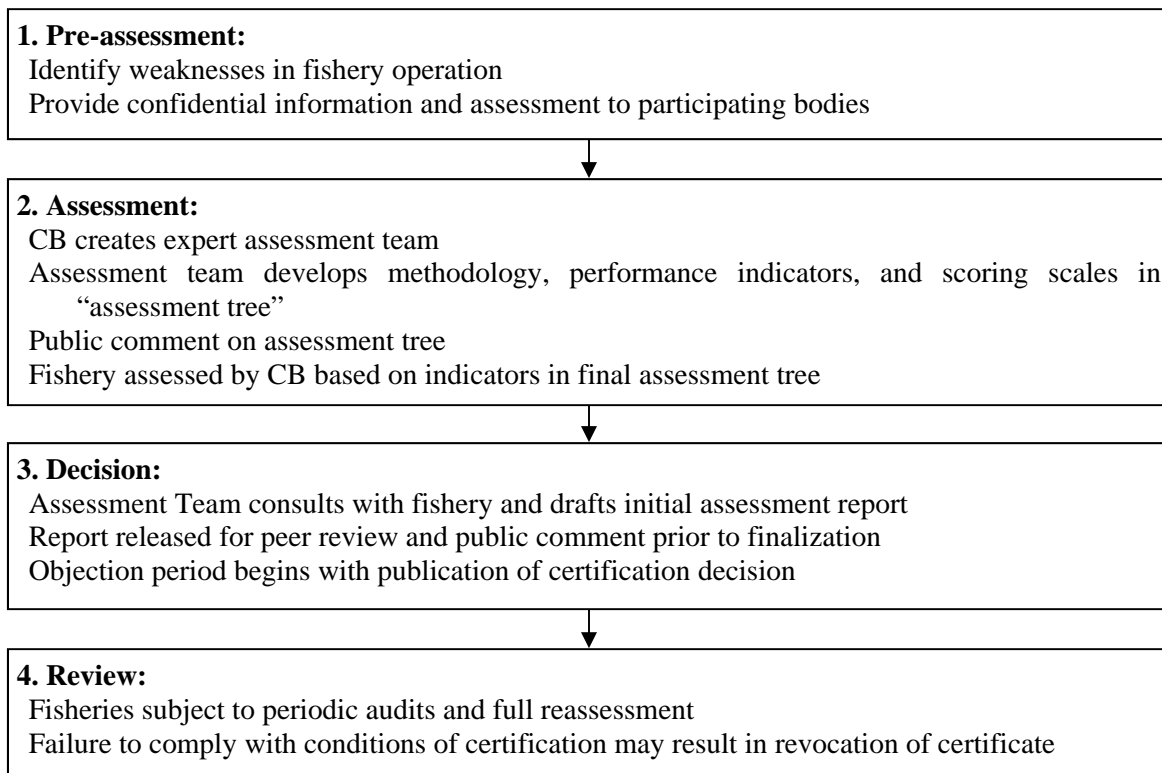 1. Pre-assessment:
Identify weaknesses in fishery operation
Provide confidential information and assessment to participating bodies
2. Assessment:
CB creates expert assessment team
Assessment team develops methodology, performance indicators, and scoring scales in
“assessment tree”
Public comment on assessment tree
Fishery assessed by CB based on indicators in final assessment tree
3. Decision:
Assessment Team consults with fishery and drafts initial assessment report
Report released for peer review and public comment prior to finalization
Objection period begins with publication of certification decision
4. Review:
Fisheries subject to periodic audits and full reassessment
Failure to comply with conditions of certification may result in revocation of certificate